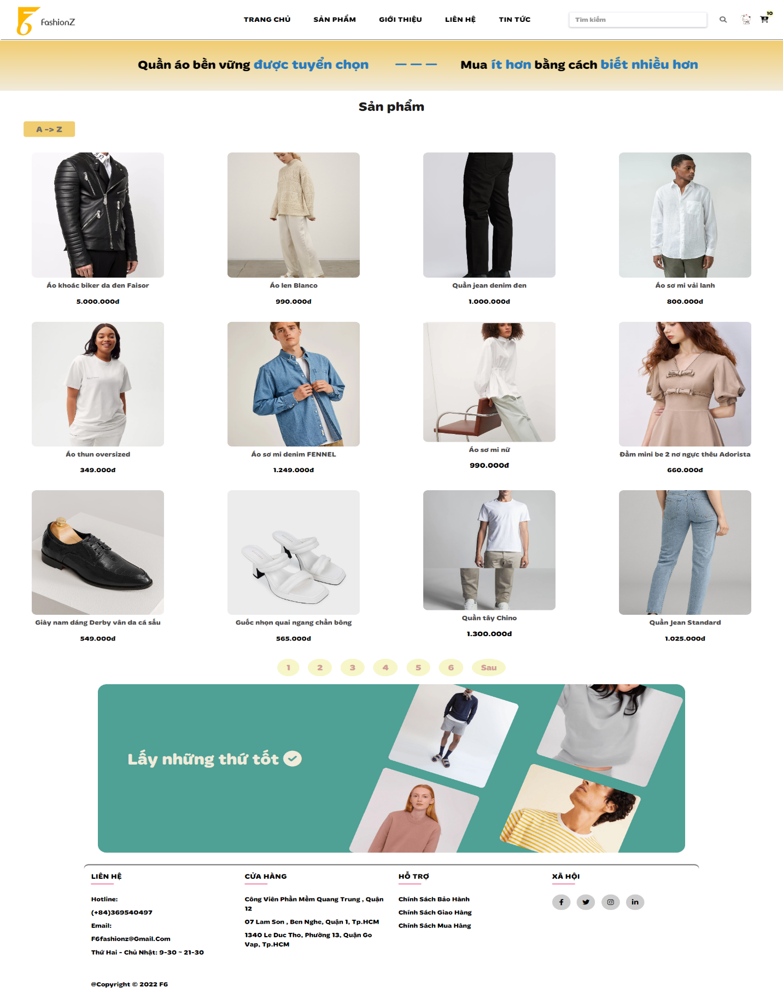 FashionZ
TRANG CHỦ
SẢN PHẨM
GIỚI THIỆU
LIÊN HỆ
TIN TỨC
Tìm kiếm
10
Quần áo bền vững được tuyển chọn — — — Mua ít hơn bằng cách biết nhiều hơn
Sản phẩm
A -> Z
Áo khoác biker da đen Faisor
5.000.000đ
Áo len Blanco
990.000đ
Quần jean denim đen
1.000.000đ
Áo sơ mi vải lanh
800.000đ
Áo thun oversized
349.000đ
Áo sơ mi denim FENNEL
1.249.000đ
Áo sơ mi nữ
990.000đ
Đầm mini be 2 nơ ngực thêu Adorista
660.000đ
Giày nam dáng Derby vân da cá sấu
549.000đ
Guốc nhọn quai ngang chần bông
565.000đ
Quần tây Chino
1.300.000đ
Quần Jean Standard
1.025.000đ
1 2 3 4 5 6 Sau
Lấy những thứ tốt
LIÊN HỆ
Hotline:
(+84)369540497
Email:
F6fashionz@Gmail.Com
Thứ Hai - Chủ Nhật: 9-30 ~ 21-30
CỬA HÀNG
Công Viên Phần Mềm Quang Trung , Quận
12
07 Lam Son , Ben Nghe, Quận 1, Tp.HCM
1340 Le Duc Tho, Phường 13, Quận Go
Vap, Tp.HCM
HỖ TRỢ
Chính Sách Bảo Hành
Chính Sách Giao Hàng
Chính Sách Mua Hàng
XÃ HỘI
@Copyright © 2022 F6